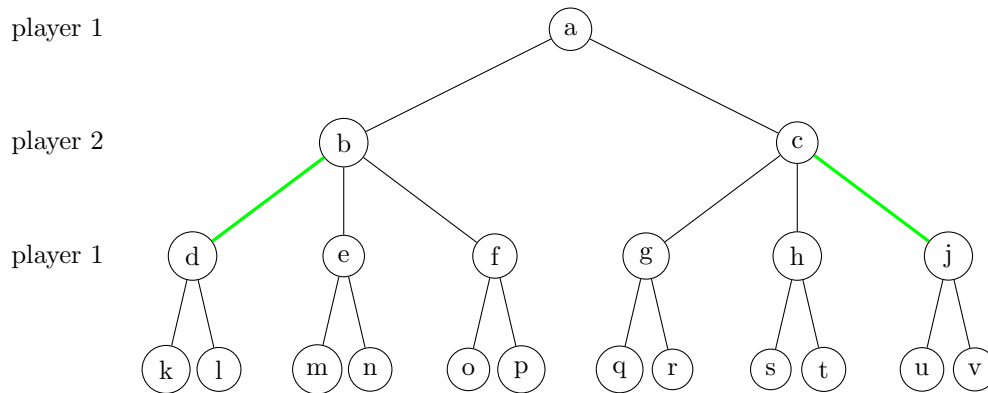 player 1 a
player 2 b c
player 1 d e f g h j
k l m n o p q r s t u v